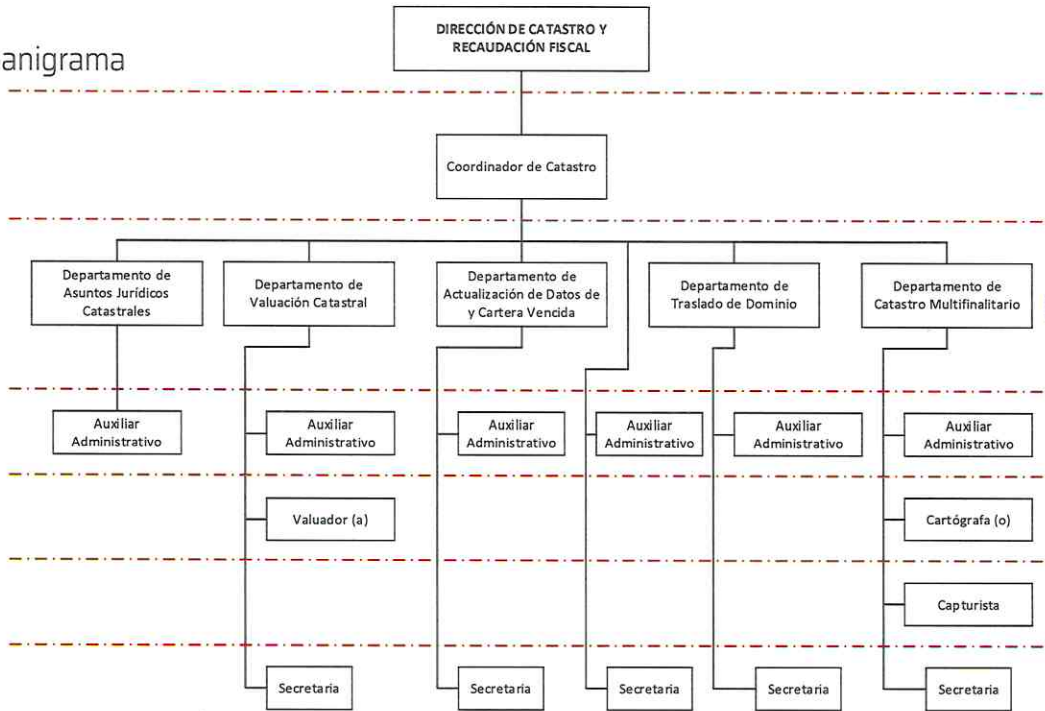 DIRECCIÓN DE CATASTRO Y
RECAUDACIÓN FISCAL
anigrama
Coordinador de Catastro
Departamento de
Asuntos Jurídicos
Catastrales
Departamento de
Valuación Catastral
Departamento de
Actualización de Datos de
y Cartera Vencida
Departamento de
Traslado de Dominio
Departamento de
Catastro Multifinalitario
Auxiliar
Administrativo
Auxiliar
Administrativo
Auxiliar
Administrativo
Auxiliar
Administrativo
Auxiliar
Administrativo
Auxiliar
Administrativo
Valuador (a)
Cartógrafa (o)
Capturista
Secretaria
Secretaria
Secretaria
Secretaria
Secretaria